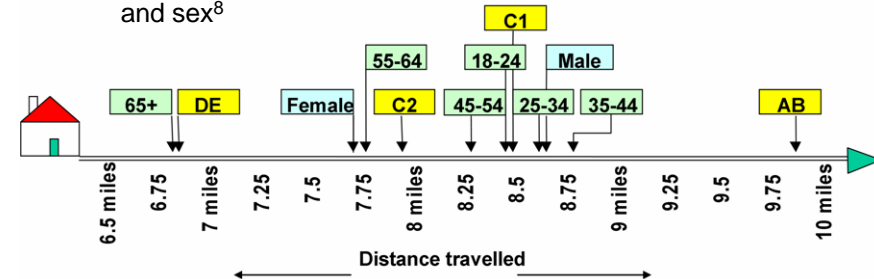 and sex⁸
C1
55-64 18-24 Male
65+ DE Female C2 45-54 25-34 35-44 AB
6.5 miles 6.75 7 miles 7.25 7.5 7.75 8 miles 8.25 8.5 8.75 9 miles 9.25 9.5 9.75 10 miles
Distance travelled